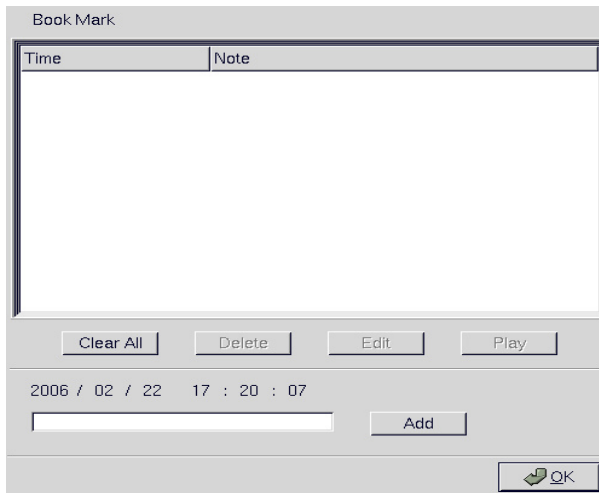 Book Mark
Time Note
Clear All Delete Edit Play
2006 / 02 / 22 17 : 20 : 07
Add
OK